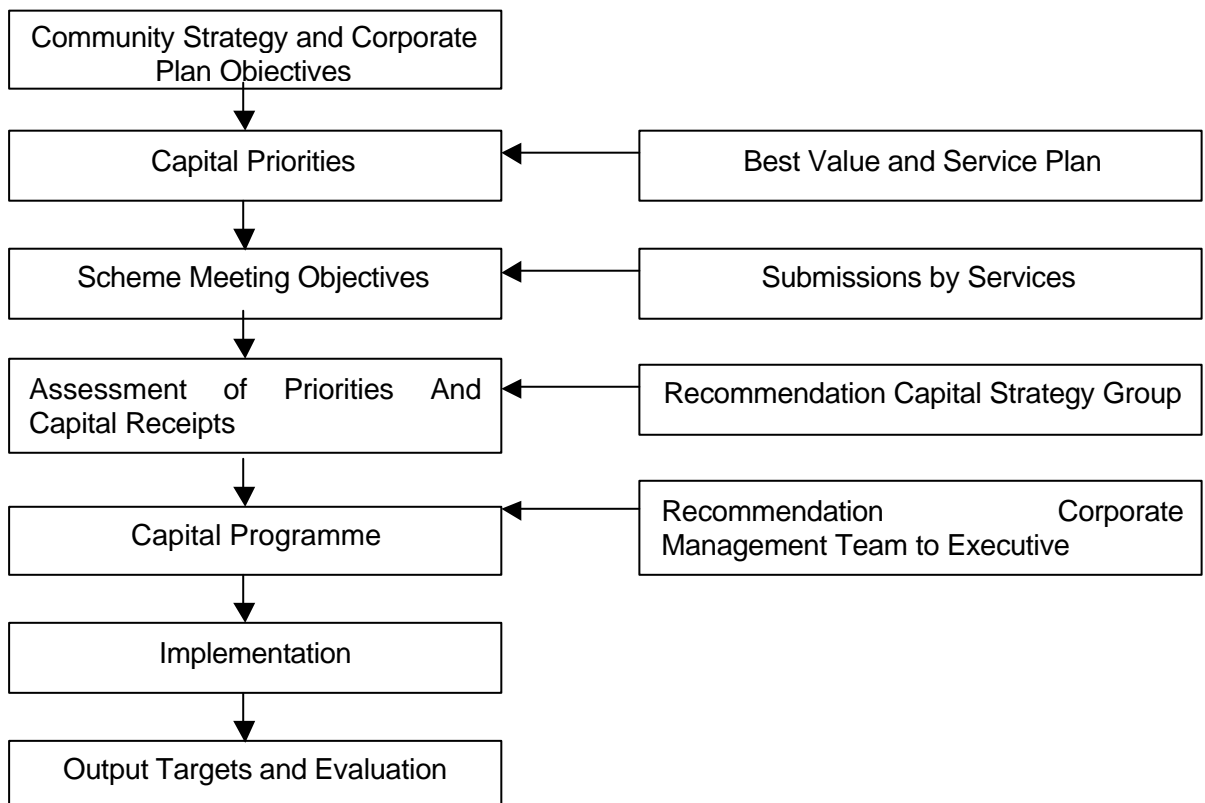 Community Strategy and Corporate
Plan Objectives
Capital Priorities
Best Value and Service Plan
Scheme Meeting Objectives
Submissions by Services
Assessment of Priorities And
Capital Receipts
Recommendation Capital Strategy Group
Capital Programme
Recommendation Corporate
Management Team to Executive
Implementation
Output Targets and Evaluation